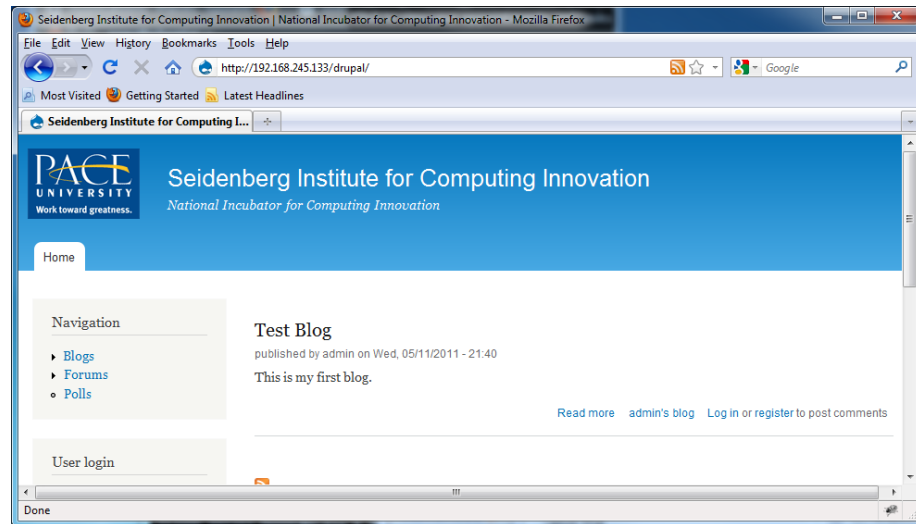 Seidenberg Institute for Computing Innovation | National Incubator for Computing Innovation - Mozilla Firefox
File Edit View History Bookmarks Tools Help
http://192.168.245.133/drupal/ Google
Most Visited Getting Started Latest Headlines
Seidenberg Institute for Computing I...
PACE
UNIVERSITY
Work toward greatness.
Seidenberg Institute for Computing Innovation
National Incubator for Computing Innovation
Home
Navigation
Blogs
Forums
Polls
User login
Test Blog
published by admin on Wed, 05/11/2011 - 21:40
This is my first blog.
Read more admin's blog Log in or register to post comments
Done